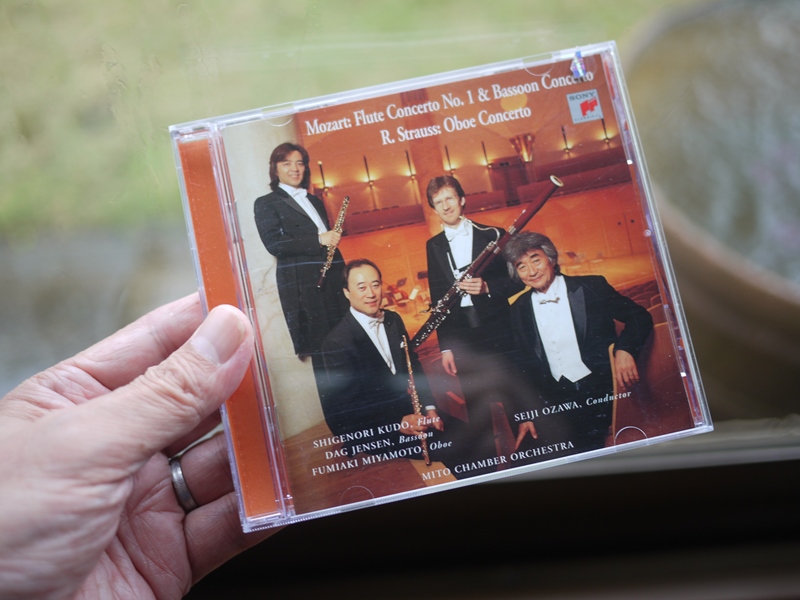 Mozart: Flute Concerto No. 1 & Bassoon Concerto
R. Strauss: Oboe Concerto
SONY
SHIGENORI KUDO, Flute
DAG JENSEN, Bassoon
FUMIAKI MIYAMOTO, Oboe
SEIJI OZAWA, Conductor
MITO CHAMBER ORCHESTRA